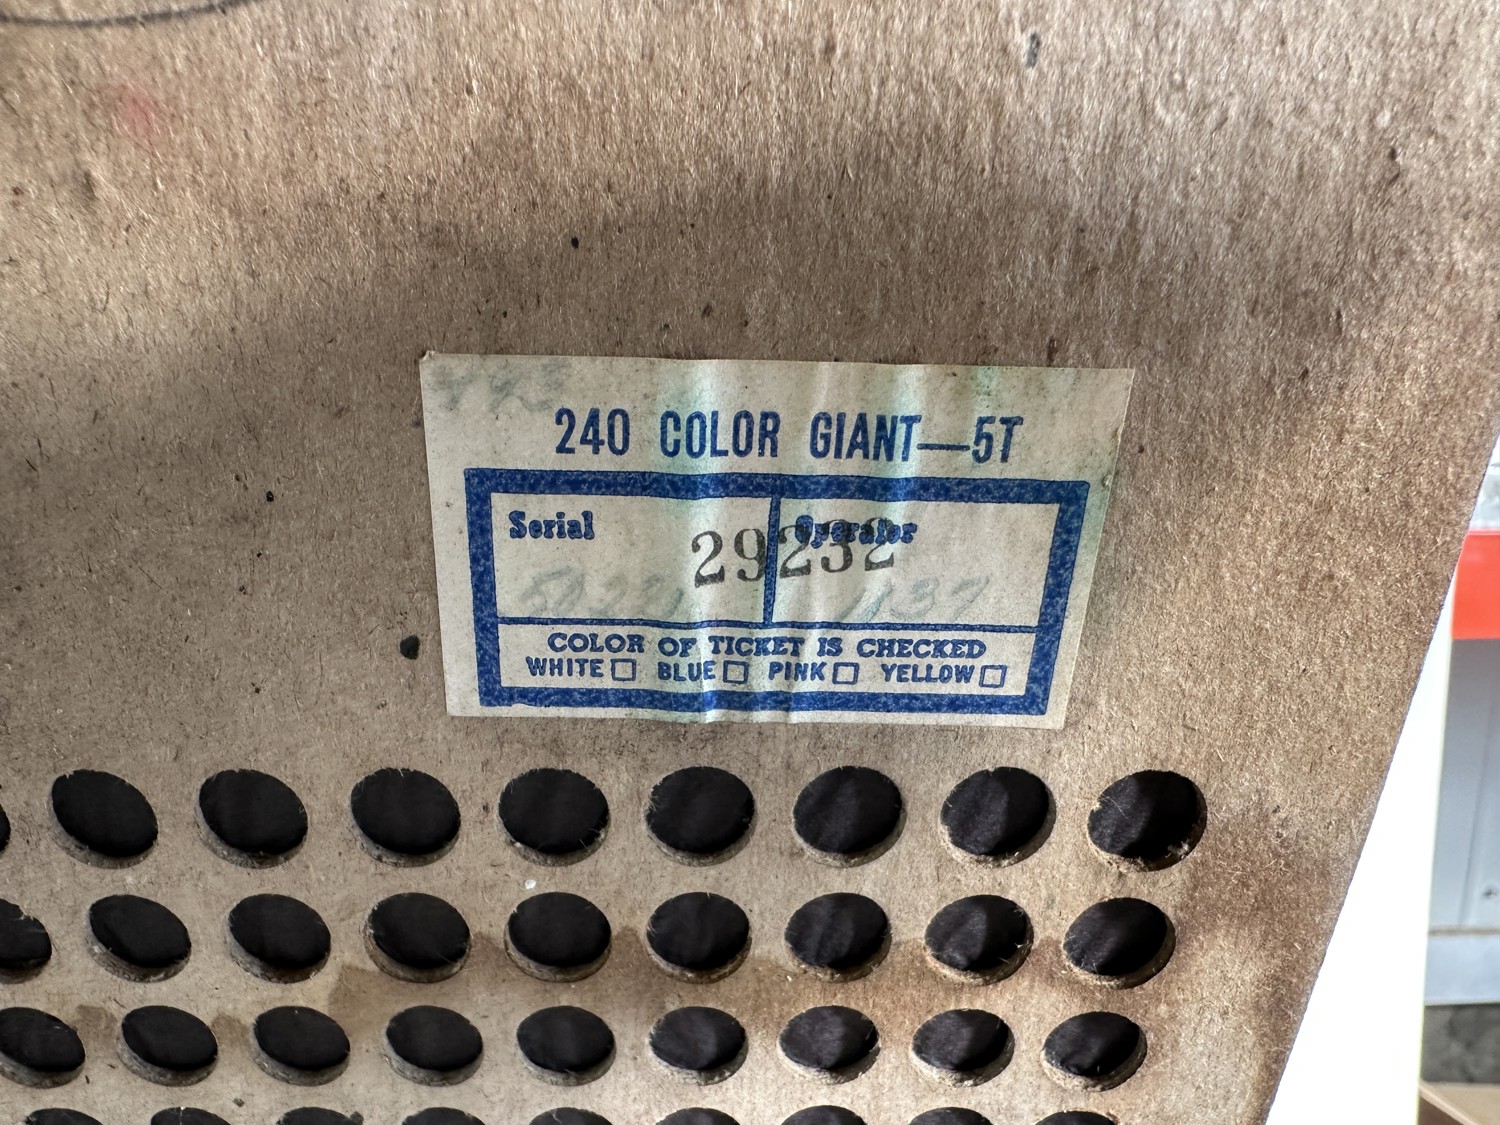 240 COLOR GIANT—5T
Serial Operator
29232
COLOR OF TICKET IS CHECKED
WHITE □ BLUE □ PINK □ YELLOW □